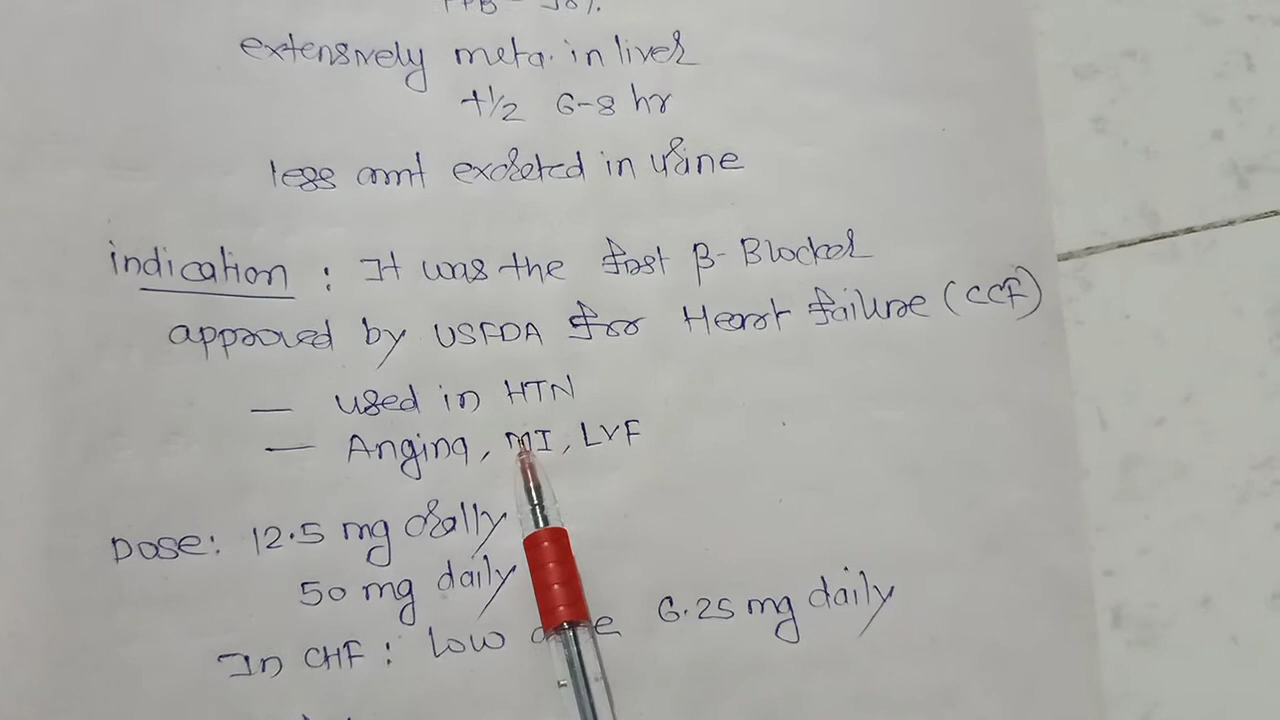 extensively meta. in liver
t1/2 6-8 hr
less amt excreted in urine
indication : It was the first β-Blocker
approved by USFDA for Heart failure (CCF)
— used in HTN
— Angina, MI, LVF
Dose: 12.5 mg orally
50 mg daily
In CHF : low 6.25 mg daily